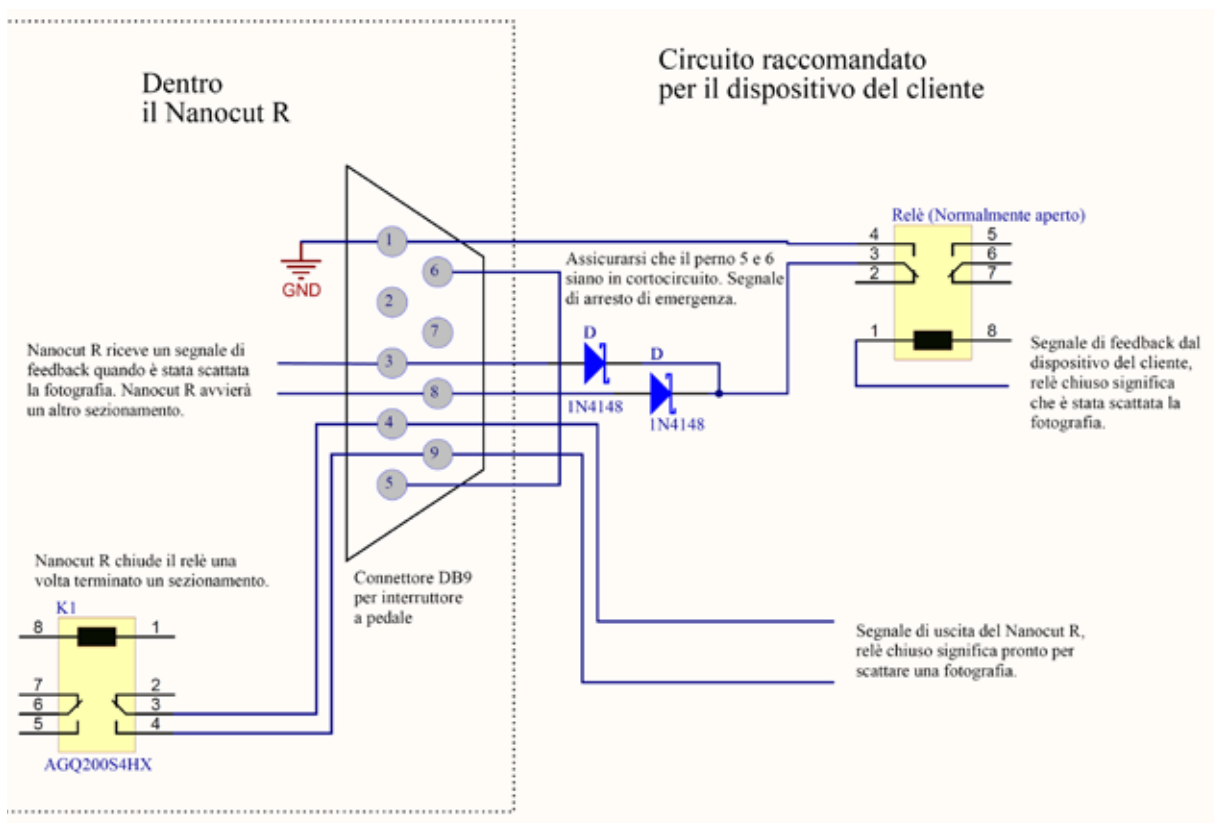 Dentro
il Nanocut R
Circuito raccomandato
per il dispositivo del cliente
Relè (Normalmente aperto)
4
5
3
6
2
7
1
8
GND
1
6
2
7
3
8
4
9
5
Assicurarsi che il perno 5 e 6
siano in cortocircuito. Segnale
di arresto di emergenza.
D
1N4148
D
1N4148
Nanocut R riceve un segnale di
feedback quando è stata scattata
la fotografia. Nanocut R avvierà
un altro sezionamento.
Segnale di feedback dal
dispositivo del cliente,
relè chiuso significa
che è stata scattata la
fotografia.
Nanocut R chiude il relè una
volta terminato un sezionamento.
Connettore DB9
per interruttore
a pedale
K1
8
1
7
2
6
3
5
4
AGQ200S4HX
Segnale di uscita del Nanocut R,
relè chiuso significa pronto per
scattare una fotografia.